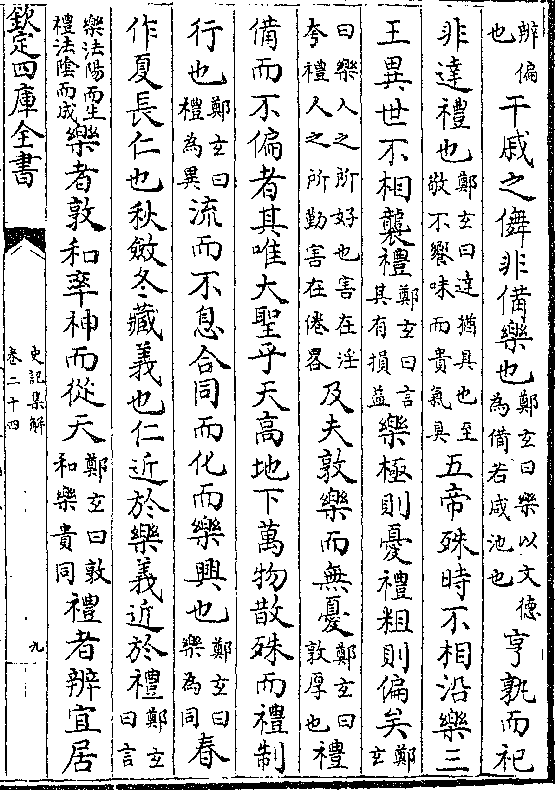 辨偏也干戚之儛非備樂也鄭玄曰樂以文德為備若咸池也亨孰而祀
非達禮也鄭玄曰達猶具也至敬不饗味而貴氣臭五帝殊時不相沿樂三
王異世不相襲禮鄭玄曰言其有損益樂極則憂禮粗則偏矣鄭玄
曰樂人之所好也害在淫夸禮人之所勤害在倦畧及夫敦樂而無憂鄭玄曰敦厚也禮
備而不偏者其唯大聖乎天高地下萬物散殊而禮制
行也鄭玄曰禮為異流而不息合同而化而樂興也鄭玄曰樂為同春
作夏長仁也秋斂冬藏義也仁近於樂義近於禮鄭玄曰言
樂法陽而生禮法陰而成樂者敦和率神而從天鄭玄曰敦和樂貴同禮者辨宜居
欽定四庫全書
史記集解
卷二十四
九